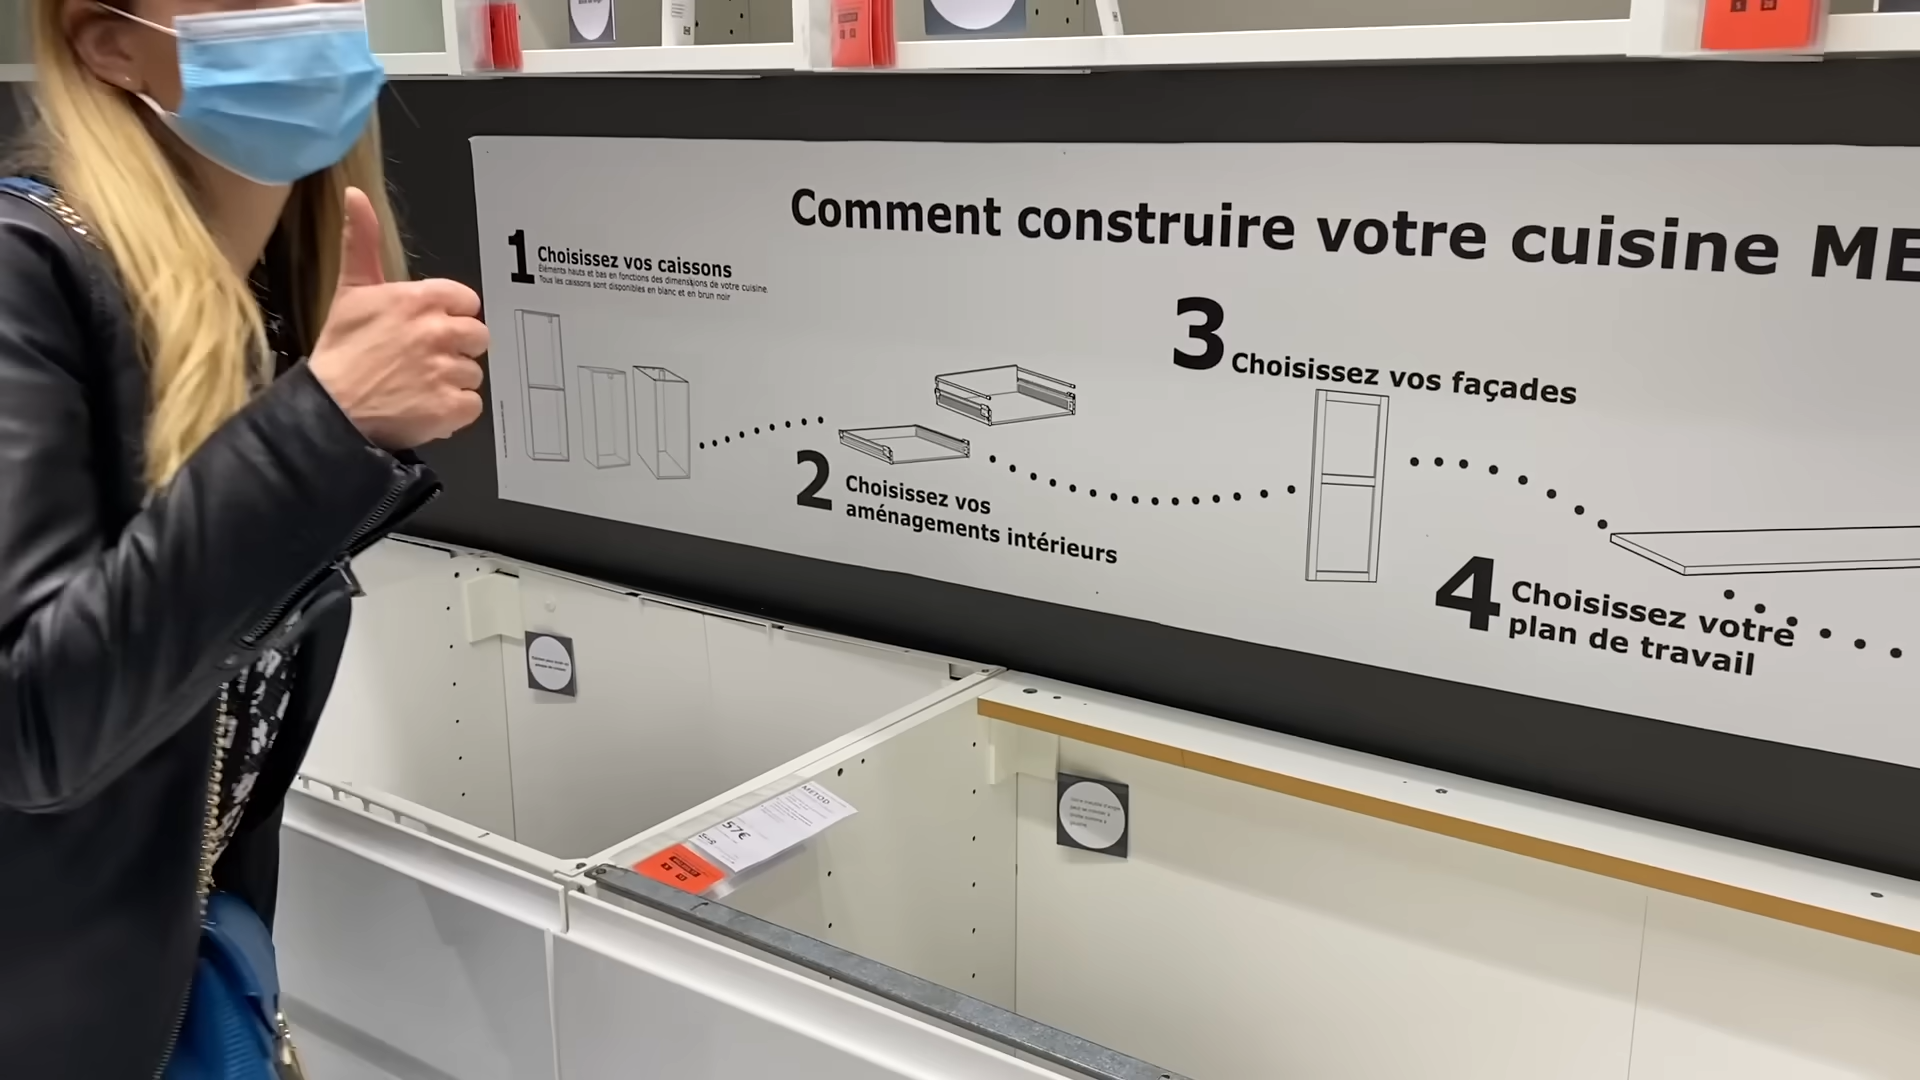 Comment construire votre cuisine ME
1 Choisissez vos caissons
Éléments hauts et bas en fonctions des dimensions de votre cuisine.
Tous les caissons sont disponibles en blanc et en brun noir
2 Choisissez vos
aménagements intérieurs
3 Choisissez vos façades
4 Choisissez votre
plan de travail
METOD
57€